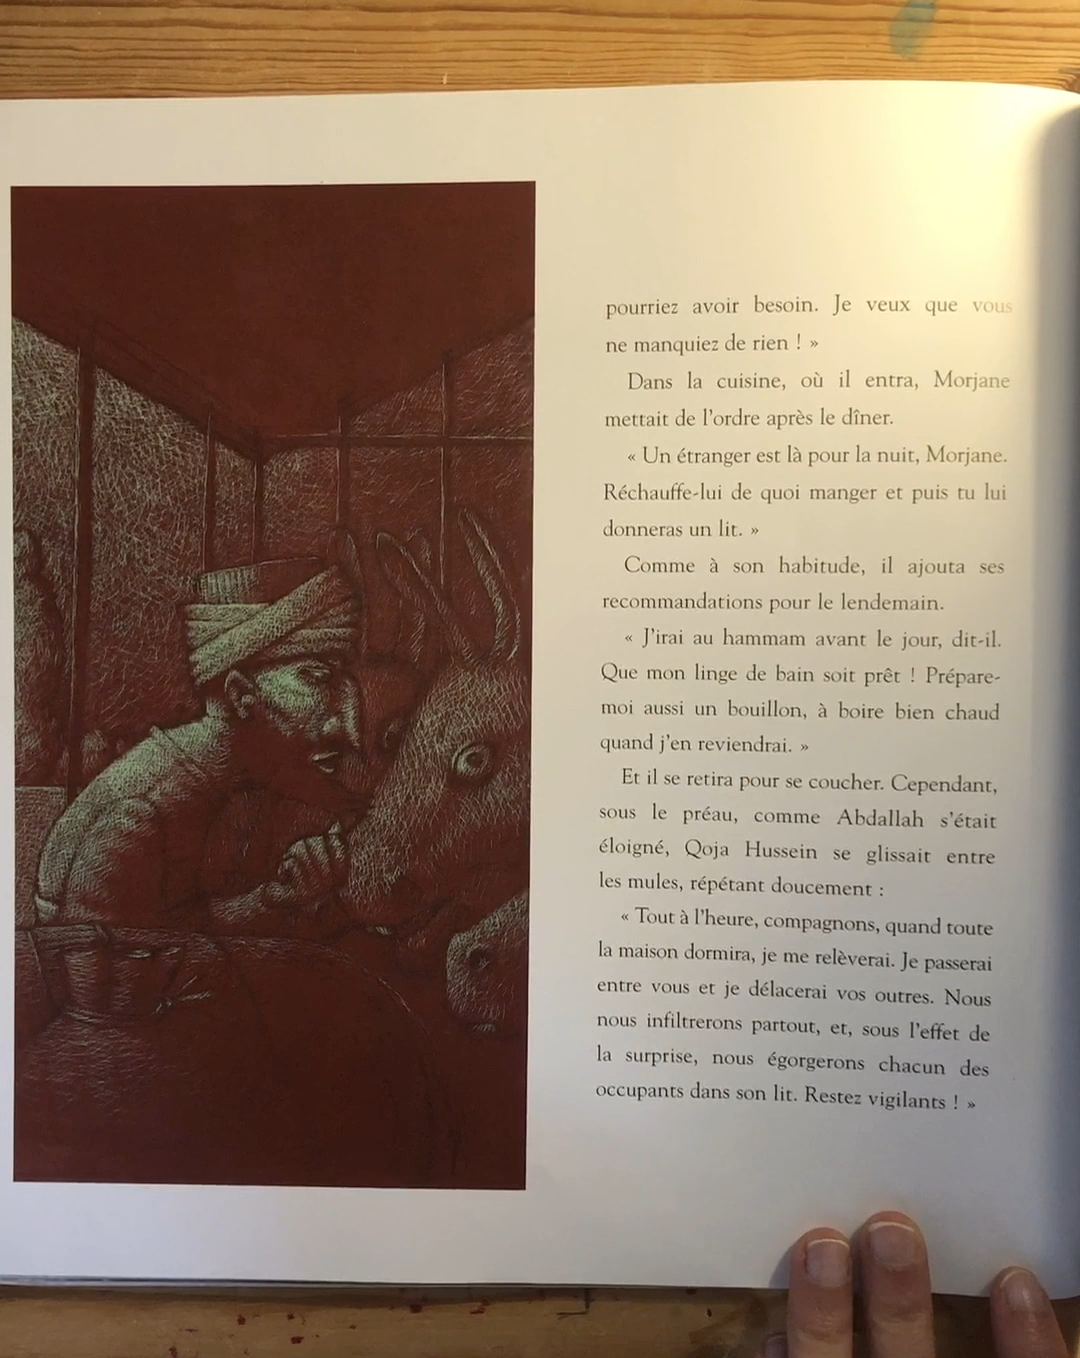 pourriez avoir besoin. Je veux que vous
ne manquiez de rien ! »
Dans la cuisine, où il entra, Morjane
mettait de l'ordre après le dîner.
« Un étranger est là pour la nuit, Morjane.
Réchauffe-lui de quoi manger et puis tu lui
donneras un lit. »
Comme à son habitude, il ajouta ses
recommandations pour le lendemain.
« J'irai au hammam avant le jour, dit-il.
Que mon linge de bain soit prêt ! Prépare-
moi aussi un bouillon, à boire bien chaud
quand j'en reviendrai. »
Et il se retira pour se coucher. Cependant,
sous le préau, comme Abdallah s'était
éloigné, Qoja Hussein se glissait entre
les mules, répétant doucement :
« Tout à l'heure, compagnons, quand toute
la maison dormira, je me relèverai. Je passerai
entre vous et je délacerai vos outres. Nous
nous infiltrerons partout, et, sous l'effet de
la surprise, nous égorgerons chacun des
occupants dans son lit. Restez vigilants ! »